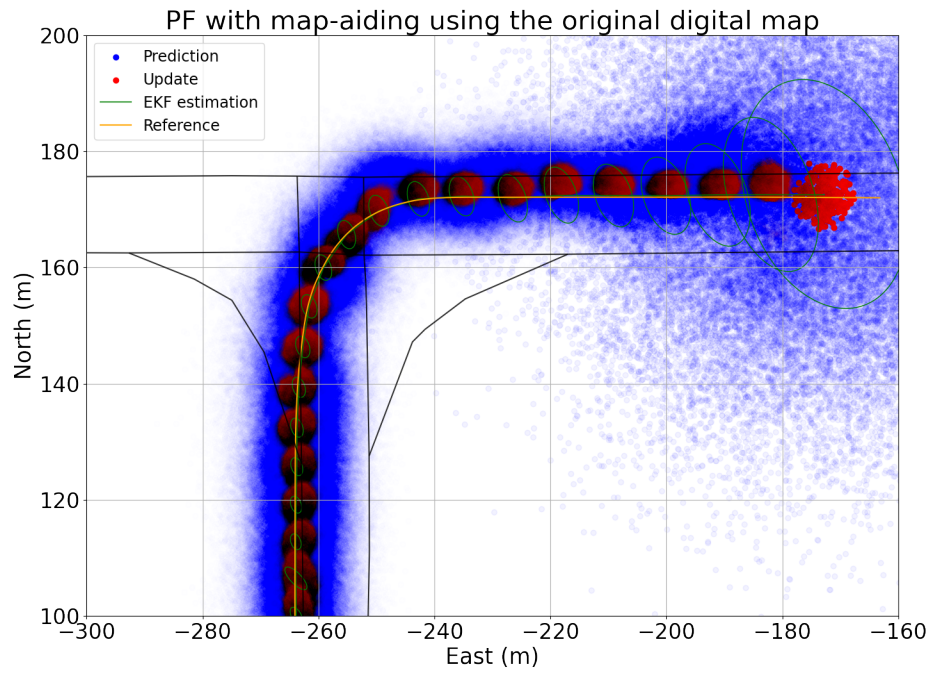 PF with map-aiding using the original digital map
Prediction
Update
EKF estimation
Reference
200
180
160
140
120
100
North (m)
−300 −280 −260 −240 −220 −200 −180 −160
East (m)